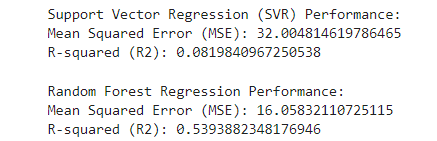 Support Vector Regression (SVR) Performance:
Mean Squared Error (MSE): 32.004814619786465
R-squared (R2): 0.0819840967250538
Random Forest Regression Performance:
Mean Squared Error (MSE): 16.05832110725115
R-squared (R2): 0.5393882348176946